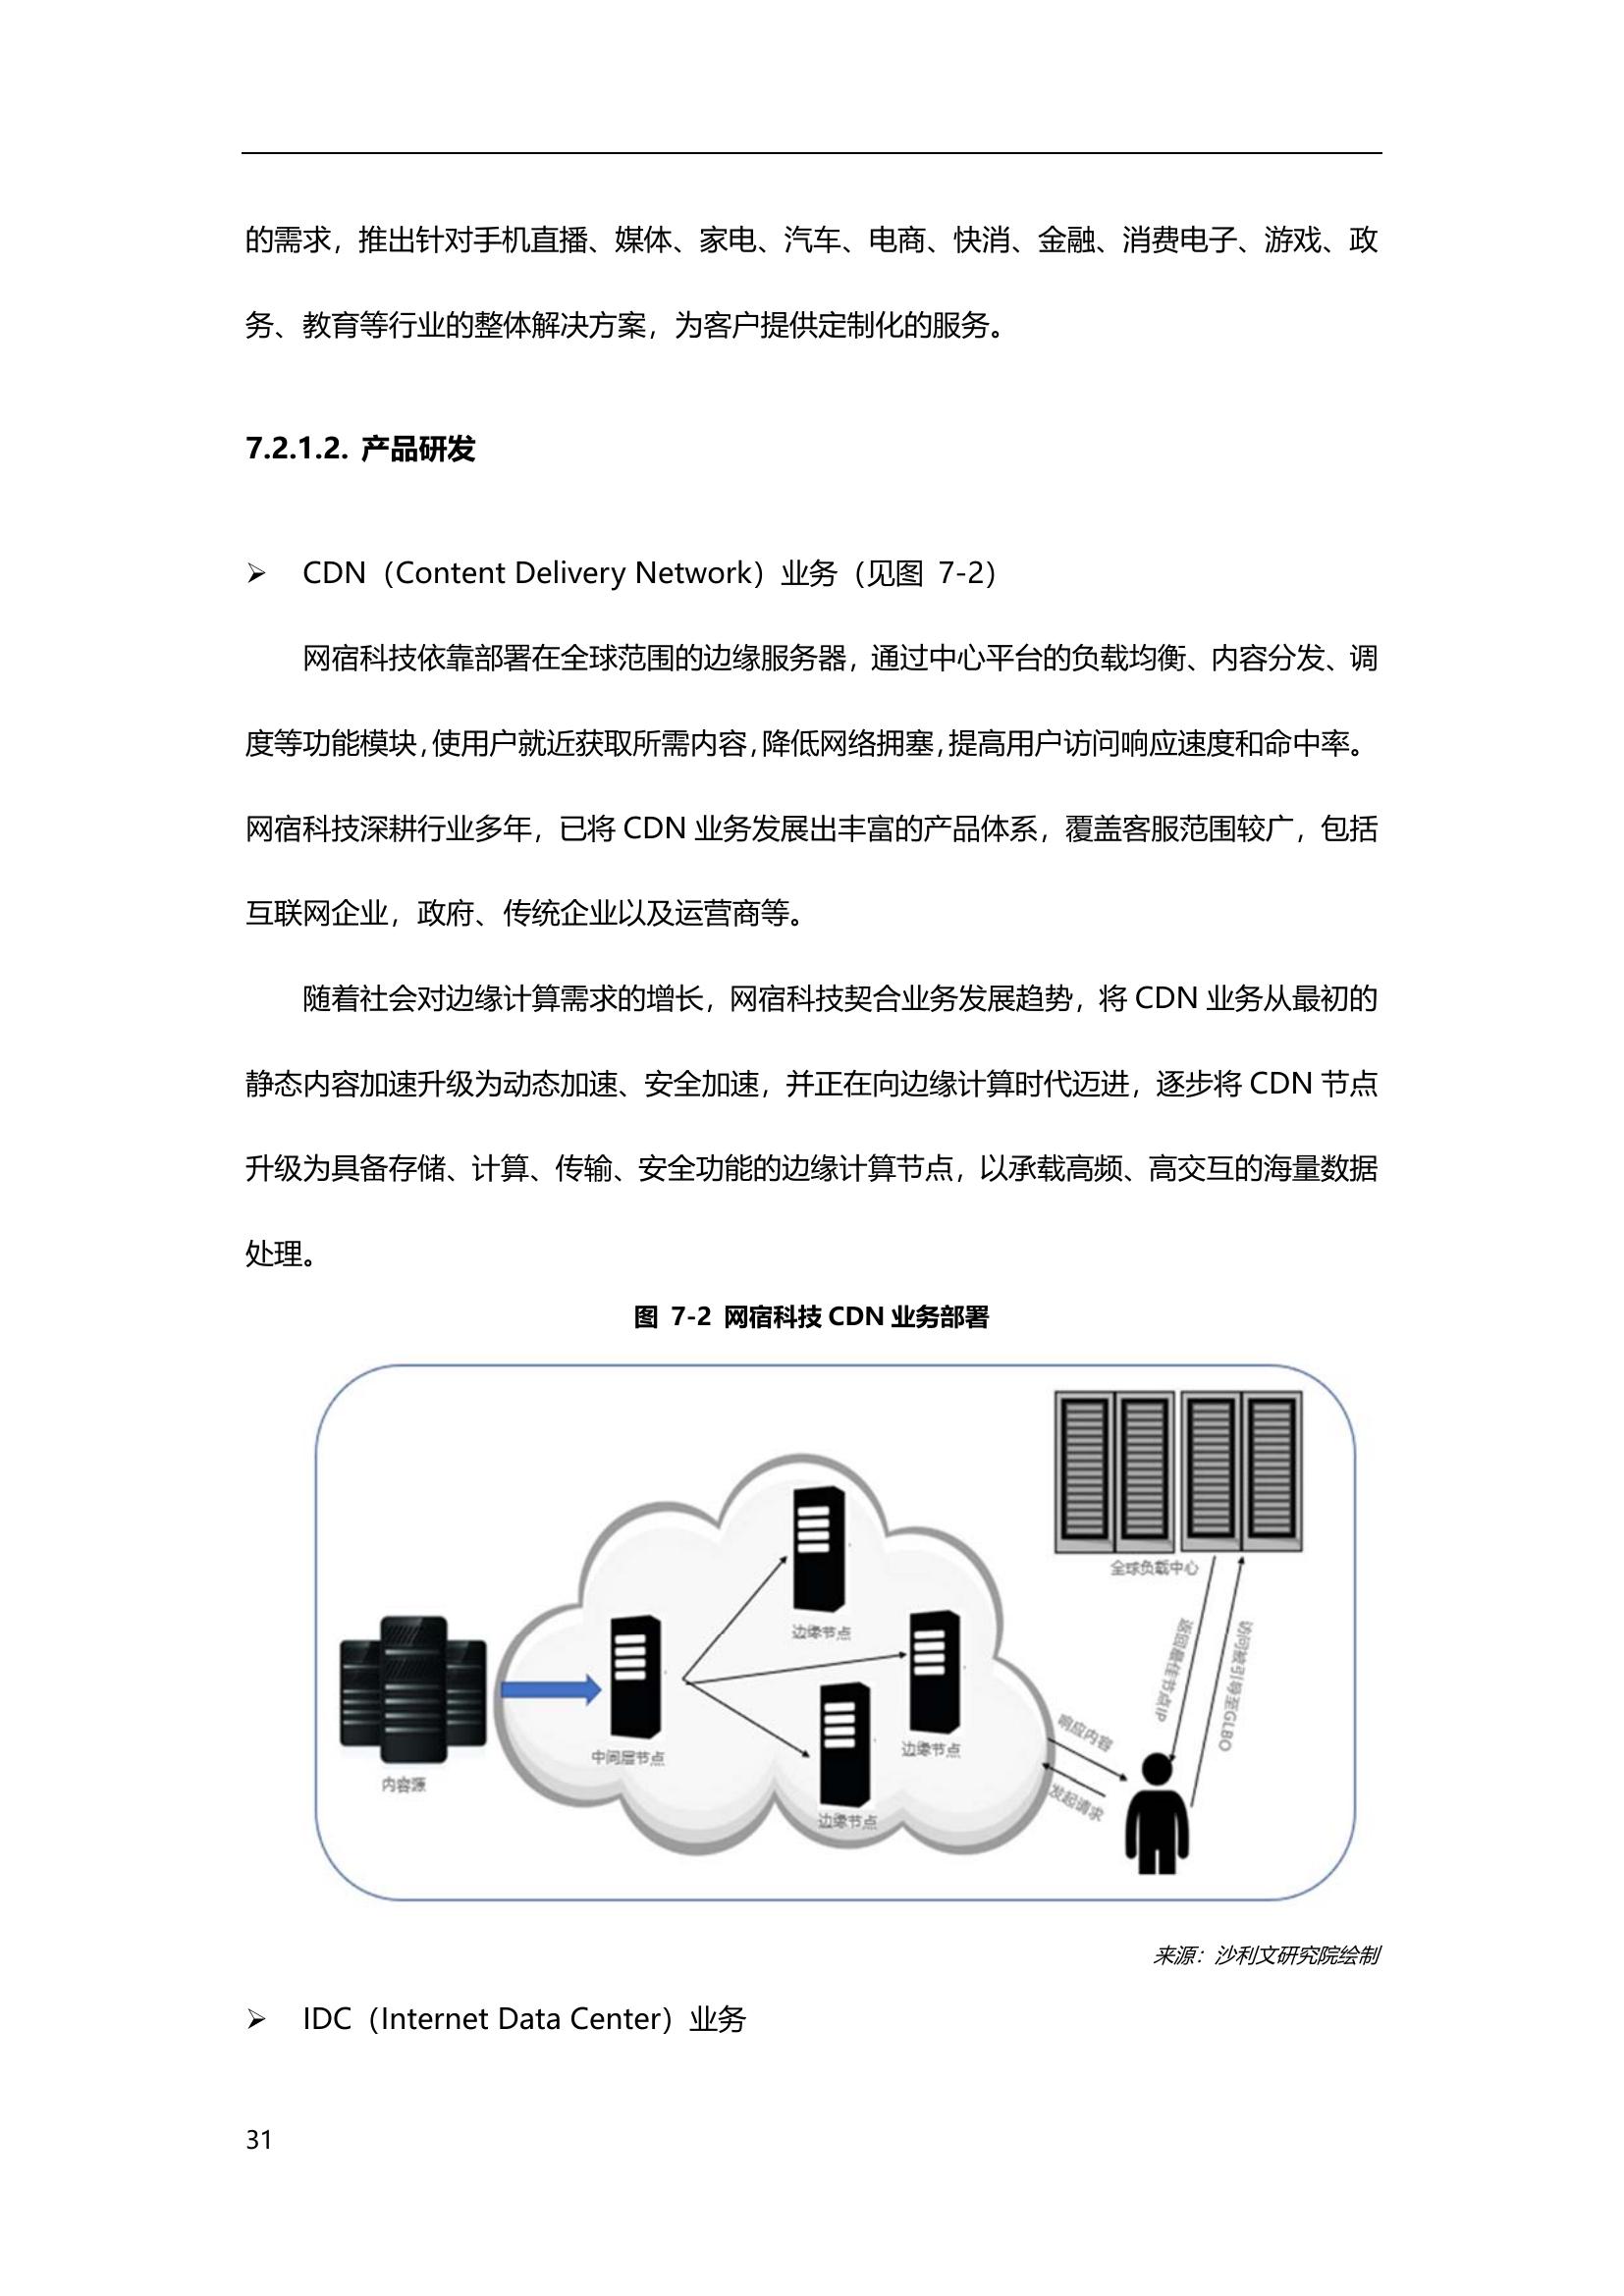 的需求，推出针对手机直播、媒体、家电、汽车、电商、快消、金融、消费电子、游戏、政
务、教育等行业的整体解决方案，为客户提供定制化的服务。
7.2.1.2. 产品研发
➢ CDN（Content Delivery Network）业务（见图 7-2）
网宿科技依靠部署在全球范围的边缘服务器，通过中心平台的负载均衡、内容分发、调
度等功能模块，使用户就近获取所需内容，降低网络拥塞，提高用户访问响应速度和命中率。
网宿科技深耕行业多年，已将 CDN 业务发展出丰富的产品体系，覆盖客服范围较广，包括
互联网企业，政府、传统企业以及运营商等。
随着社会对边缘计算需求的增长，网宿科技契合业务发展趋势，将 CDN 业务从最初的
静态内容加速升级为动态加速、安全加速，并正在向边缘计算时代迈进，逐步将 CDN 节点
升级为具备存储、计算、传输、安全功能的边缘计算节点，以承载高频、高交互的海量数据
处理。
图 7-2 网宿科技 CDN 业务部署
全球负载中心
边缘节点
返回最佳节点IP
访问被引导至GLBO
响应内容
边缘节点
中间层节点
内容源
发起请求
边缘节点
来源：沙利文研究院绘制
➢ IDC（Internet Data Center）业务
31